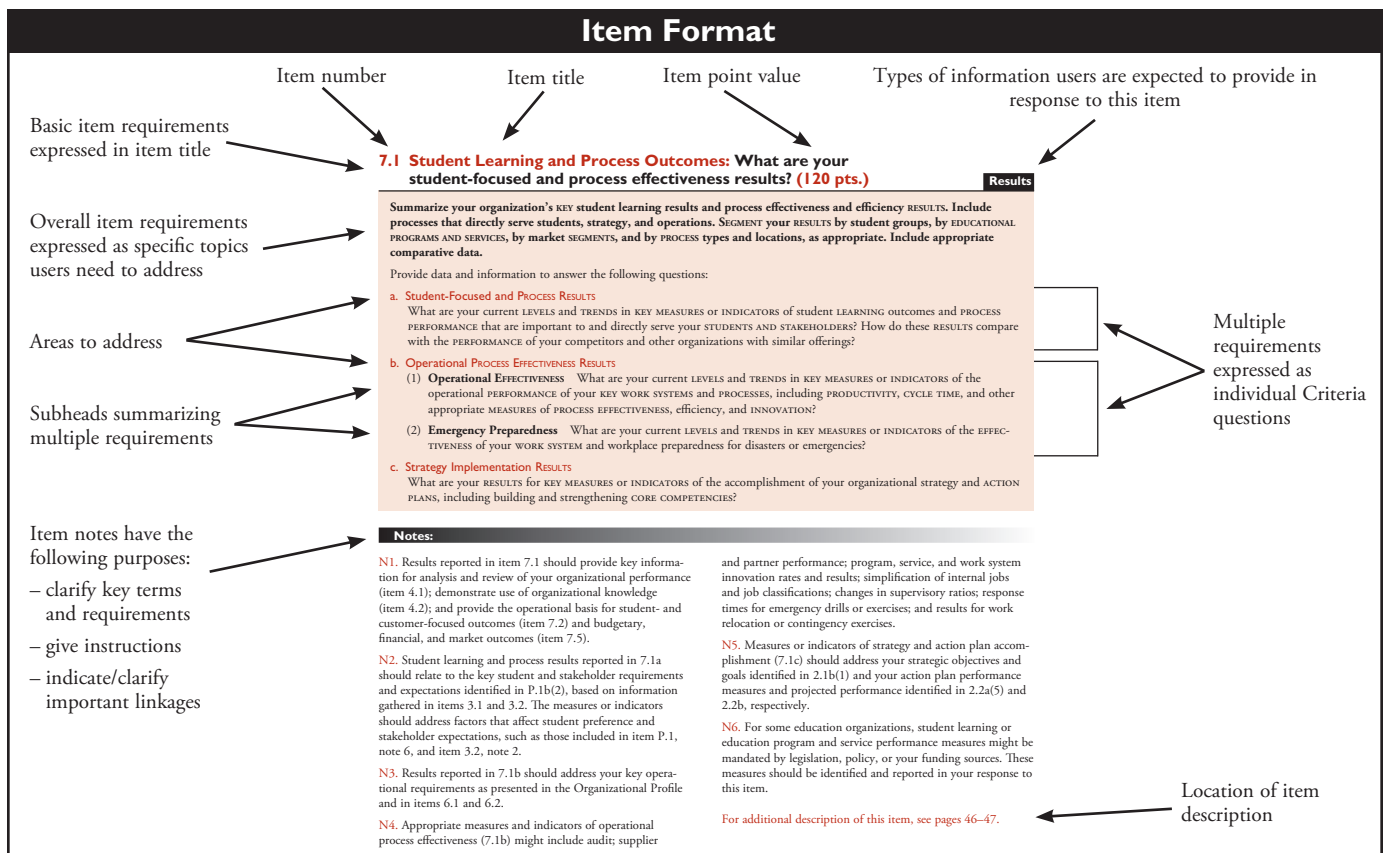 Item Format
Item number
Item title
Item point value
Types of information users are expected to provide in
response to this item
Basic item requirements
expressed in item title
7.1 Student Learning and Process Outcomes: What are your
student-focused and process effectiveness results? (120 pts.)
Results
Overall item requirements
expressed as specific topics
users need to address
Summarize your organization's KEY student learning results and process effectiveness and efficiency RESULTS. Include
processes that directly serve students, strategy, and operations. SEGMENT your RESULTS by student groups, by EDUCATIONAL
PROGRAMS AND SERVICES, by market SEGMENTS, and by PROCESS types and locations, as appropriate. Include appropriate
comparative data.
Provide data and information to answer the following questions:
Areas to address
a. Student-Focused and PROCESS RESULTS
What are your current LEVELS and TRENDS in KEY MEASURES or INDICATORS of student LEARNING outcomes and PROCESS
PERFORMANCE that are important to and directly serve your STUDENTS AND STAKEHOLDERS? How do these RESULTS compare
with the PERFORMANCE of your competitors and other organizations with similar offerings?
Multiple
requirements
expressed as
individual Criteria
questions
Subheads summarizing
multiple requirements
b. Operational PROCESS EFFECTIVENESS RESULTS
(1) Operational EFFECTIVENESS What are your current LEVELS and TRENDS in KEY MEASURES or INDICATORS of the
operational PERFORMANCE of your KEY WORK SYSTEMS and PROCESSES, including PRODUCTIVITY, CYCLE TIME, and other
appropriate MEASURES of PROCESS EFFECTIVENESS, efficiency, and INNOVATION?
(2) Emergency Preparedness What are your current LEVELS and TRENDS in KEY MEASURES or INDICATORS of the EFFEC-
TIVENESS of your WORK SYSTEM and workplace preparedness for disasters or emergencies?
c. Strategy Implementation RESULTS
What are your RESULTS for KEY MEASURES or INDICATORS of the accomplishment of your organizational strategy and ACTION
PLANS, including building and strengthening CORE COMPETENCIES?
Item notes have the
following purposes:
– clarify key terms
and requirements
– give instructions
– indicate/clarify
important linkages
Notes:
N1. Results reported in item 7.1 should provide key informa-
tion for analysis and review of your organizational performance
(item 4.1); demonstrate use of organizational knowledge
(item 4.2); and provide the operational basis for student- and
customer-focused outcomes (item 7.2) and budgetary,
financial, and market outcomes (item 7.5).
N2. Student learning and process results reported in 7.1a
should relate to the key student and stakeholder requirements
and expectations identified in P.1b(2), based on information
gathered in items 3.1 and 3.2. The measures or indicators
should address factors that affect student preference and
stakeholder expectations, such as those included in item P.1,
note 6, and item 3.2, note 2.
N3. Results reported in 7.1b should address your key opera-
tional requirements as presented in the Organizational Profile
and in items 6.1 and 6.2.
N4. Appropriate measures and indicators of operational
process effectiveness (7.1b) might include audit; supplier
and partner performance; program, service, and work system
innovation rates and results; simplification of internal jobs
and job classifications; changes in supervisory ratios; response
times for emergency drills or exercises; and results for work
relocation or contingency exercises.
N5. Measures or indicators of strategy and action plan accom-
plishment (7.1c) should address your strategic objectives and
goals identified in 2.1b(1) and your action plan performance
measures and projected performance identified in 2.2a(5) and
2.2b, respectively.
N6. For some education organizations, student learning or
education program and service performance measures might be
mandated by legislation, policy, or your funding sources. These
measures should be identified and reported in your response to
this item.
For additional description of this item, see pages 46–47.
Location of item
description